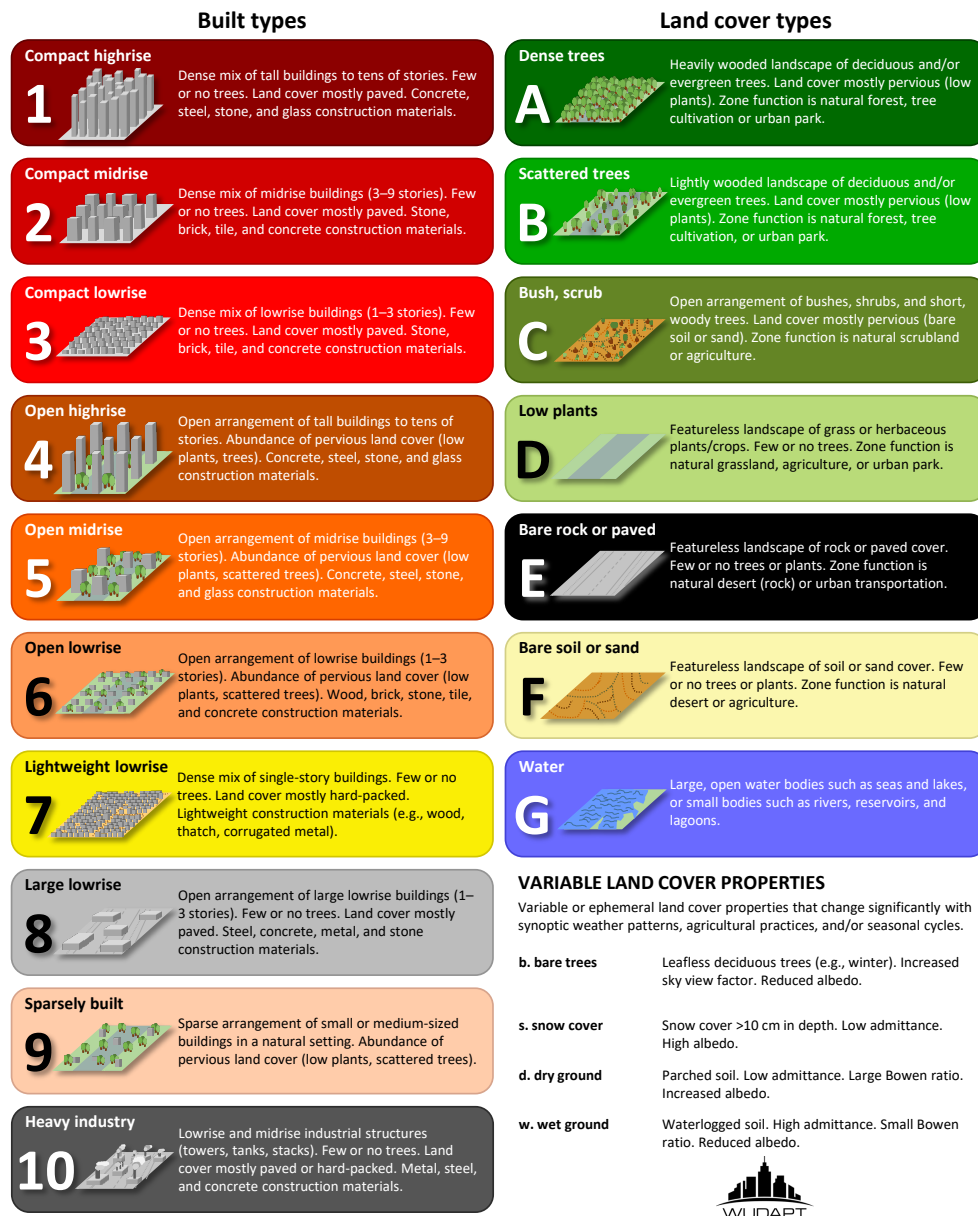 Built types
Compact highrise
1
Dense mix of tall buildings to tens of stories. Few
or no trees. Land cover mostly paved. Concrete,
steel, stone, and glass construction materials.
Compact midrise
2
Dense mix of midrise buildings (3–9 stories). Few
or no trees. Land cover mostly paved. Stone,
brick, tile, and concrete construction materials.
Compact lowrise
3
Dense mix of lowrise buildings (1–3 stories). Few
or no trees. Land cover mostly paved. Stone,
brick, tile, and concrete construction materials.
Open highrise
4
Open arrangement of tall buildings to tens of
stories. Abundance of pervious land cover (low
plants, trees). Concrete, steel, stone, and glass
construction materials.
Open midrise
5
Open arrangement of midrise buildings (3–9
stories). Abundance of pervious land cover (low
plants, scattered trees). Concrete, steel, stone,
and glass construction materials.
Open lowrise
6
Open arrangement of lowrise buildings (1–3
stories). Abundance of pervious land cover (low
plants, scattered trees). Wood, brick, stone, tile,
and concrete construction materials.
Lightweight lowrise
7
Dense mix of single-story buildings. Few or no
trees. Land cover mostly hard-packed.
Lightweight construction materials (e.g., wood,
thatch, corrugated metal).
Large lowrise
8
Open arrangement of large lowrise buildings (1–
3 stories). Few or no trees. Land cover mostly
paved. Steel, concrete, metal, and stone
construction materials.
Sparsely built
9
Sparse arrangement of small or medium-sized
buildings in a natural setting. Abundance of
pervious land cover (low plants, scattered trees).
Heavy industry
10
Lowrise and midrise industrial structures
(towers, tanks, stacks). Few or no trees. Land
cover mostly paved or hard-packed. Metal, steel,
and concrete construction materials.
Land cover types
Dense trees
A
Heavily wooded landscape of deciduous and/or
evergreen trees. Land cover mostly pervious (low
plants). Zone function is natural forest, tree
cultivation or urban park.
Scattered trees
B
Lightly wooded landscape of deciduous and/or
evergreen trees. Land cover mostly pervious (low
plants). Zone function is natural forest, tree
cultivation, or urban park.
Bush, scrub
C
Open arrangement of bushes, shrubs, and short,
woody trees. Land cover mostly pervious (bare
soil or sand). Zone function is natural scrubland
or agriculture.
Low plants
D
Featureless landscape of grass or herbaceous
plants/crops. Few or no trees. Zone function is
natural grassland, agriculture, or urban park.
Bare rock or paved
E
Featureless landscape of rock or paved cover.
Few or no trees or plants. Zone function is
natural desert (rock) or urban transportation.
Bare soil or sand
F
Featureless landscape of soil or sand cover. Few
or no trees or plants. Zone function is natural
desert or agriculture.
Water
G
Large, open water bodies such as seas and lakes,
or small bodies such as rivers, reservoirs, and
lagoons.
VARIABLE LAND COVER PROPERTIES
Variable or ephemeral land cover properties that change significantly with
synoptic weather patterns, agricultural practices, and/or seasonal cycles.
b. bare trees Leafless deciduous trees (e.g., winter). Increased
sky view factor. Reduced albedo.
s. snow cover Snow cover >10 cm in depth. Low admittance.
High albedo.
d. dry ground Parched soil. Low admittance. Large Bowen ratio.
Increased albedo.
w. wet ground Waterlogged soil. High admittance. Small Bowen
ratio. Reduced albedo.
WUDAPT